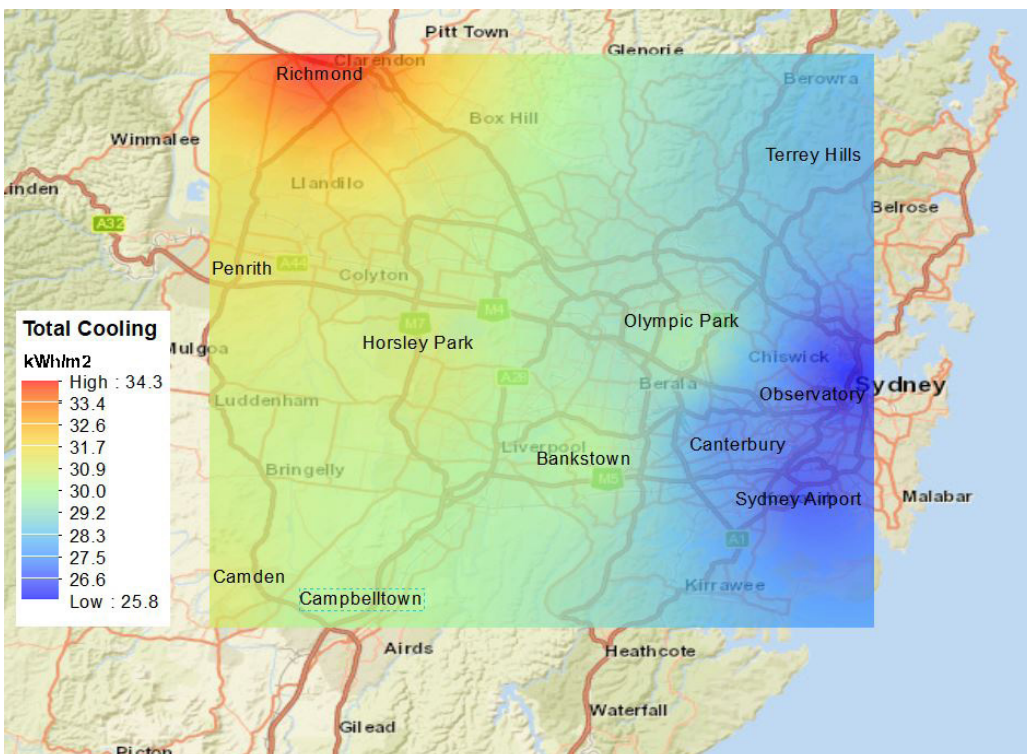 Pitt Town
Glenorie
Clarendon
Richmond
Berowra
Box Hill
Winmalee
Terrey Hills
Llandilo
Linden
Belrose
A32
Penrith
A44
Colyton
M4
M7
Olympic Park
Horsley Park
Mulgoa
Chiswick
Total Cooling
kWh/m2
High : 34.3
33.4
32.6
31.7
30.9
30.0
29.2
28.3
27.5
26.6
Low : 25.8
A28
Berala
Sydney
Observatory
Luddenham
Canterbury
Liverpool
Bankstown
Bringelly
M5
Sydney Airport
Malabar
A1
Camden
Kirrawee
Campbelltown
Airds
Heathcote
Waterfall
Gilead
Picton